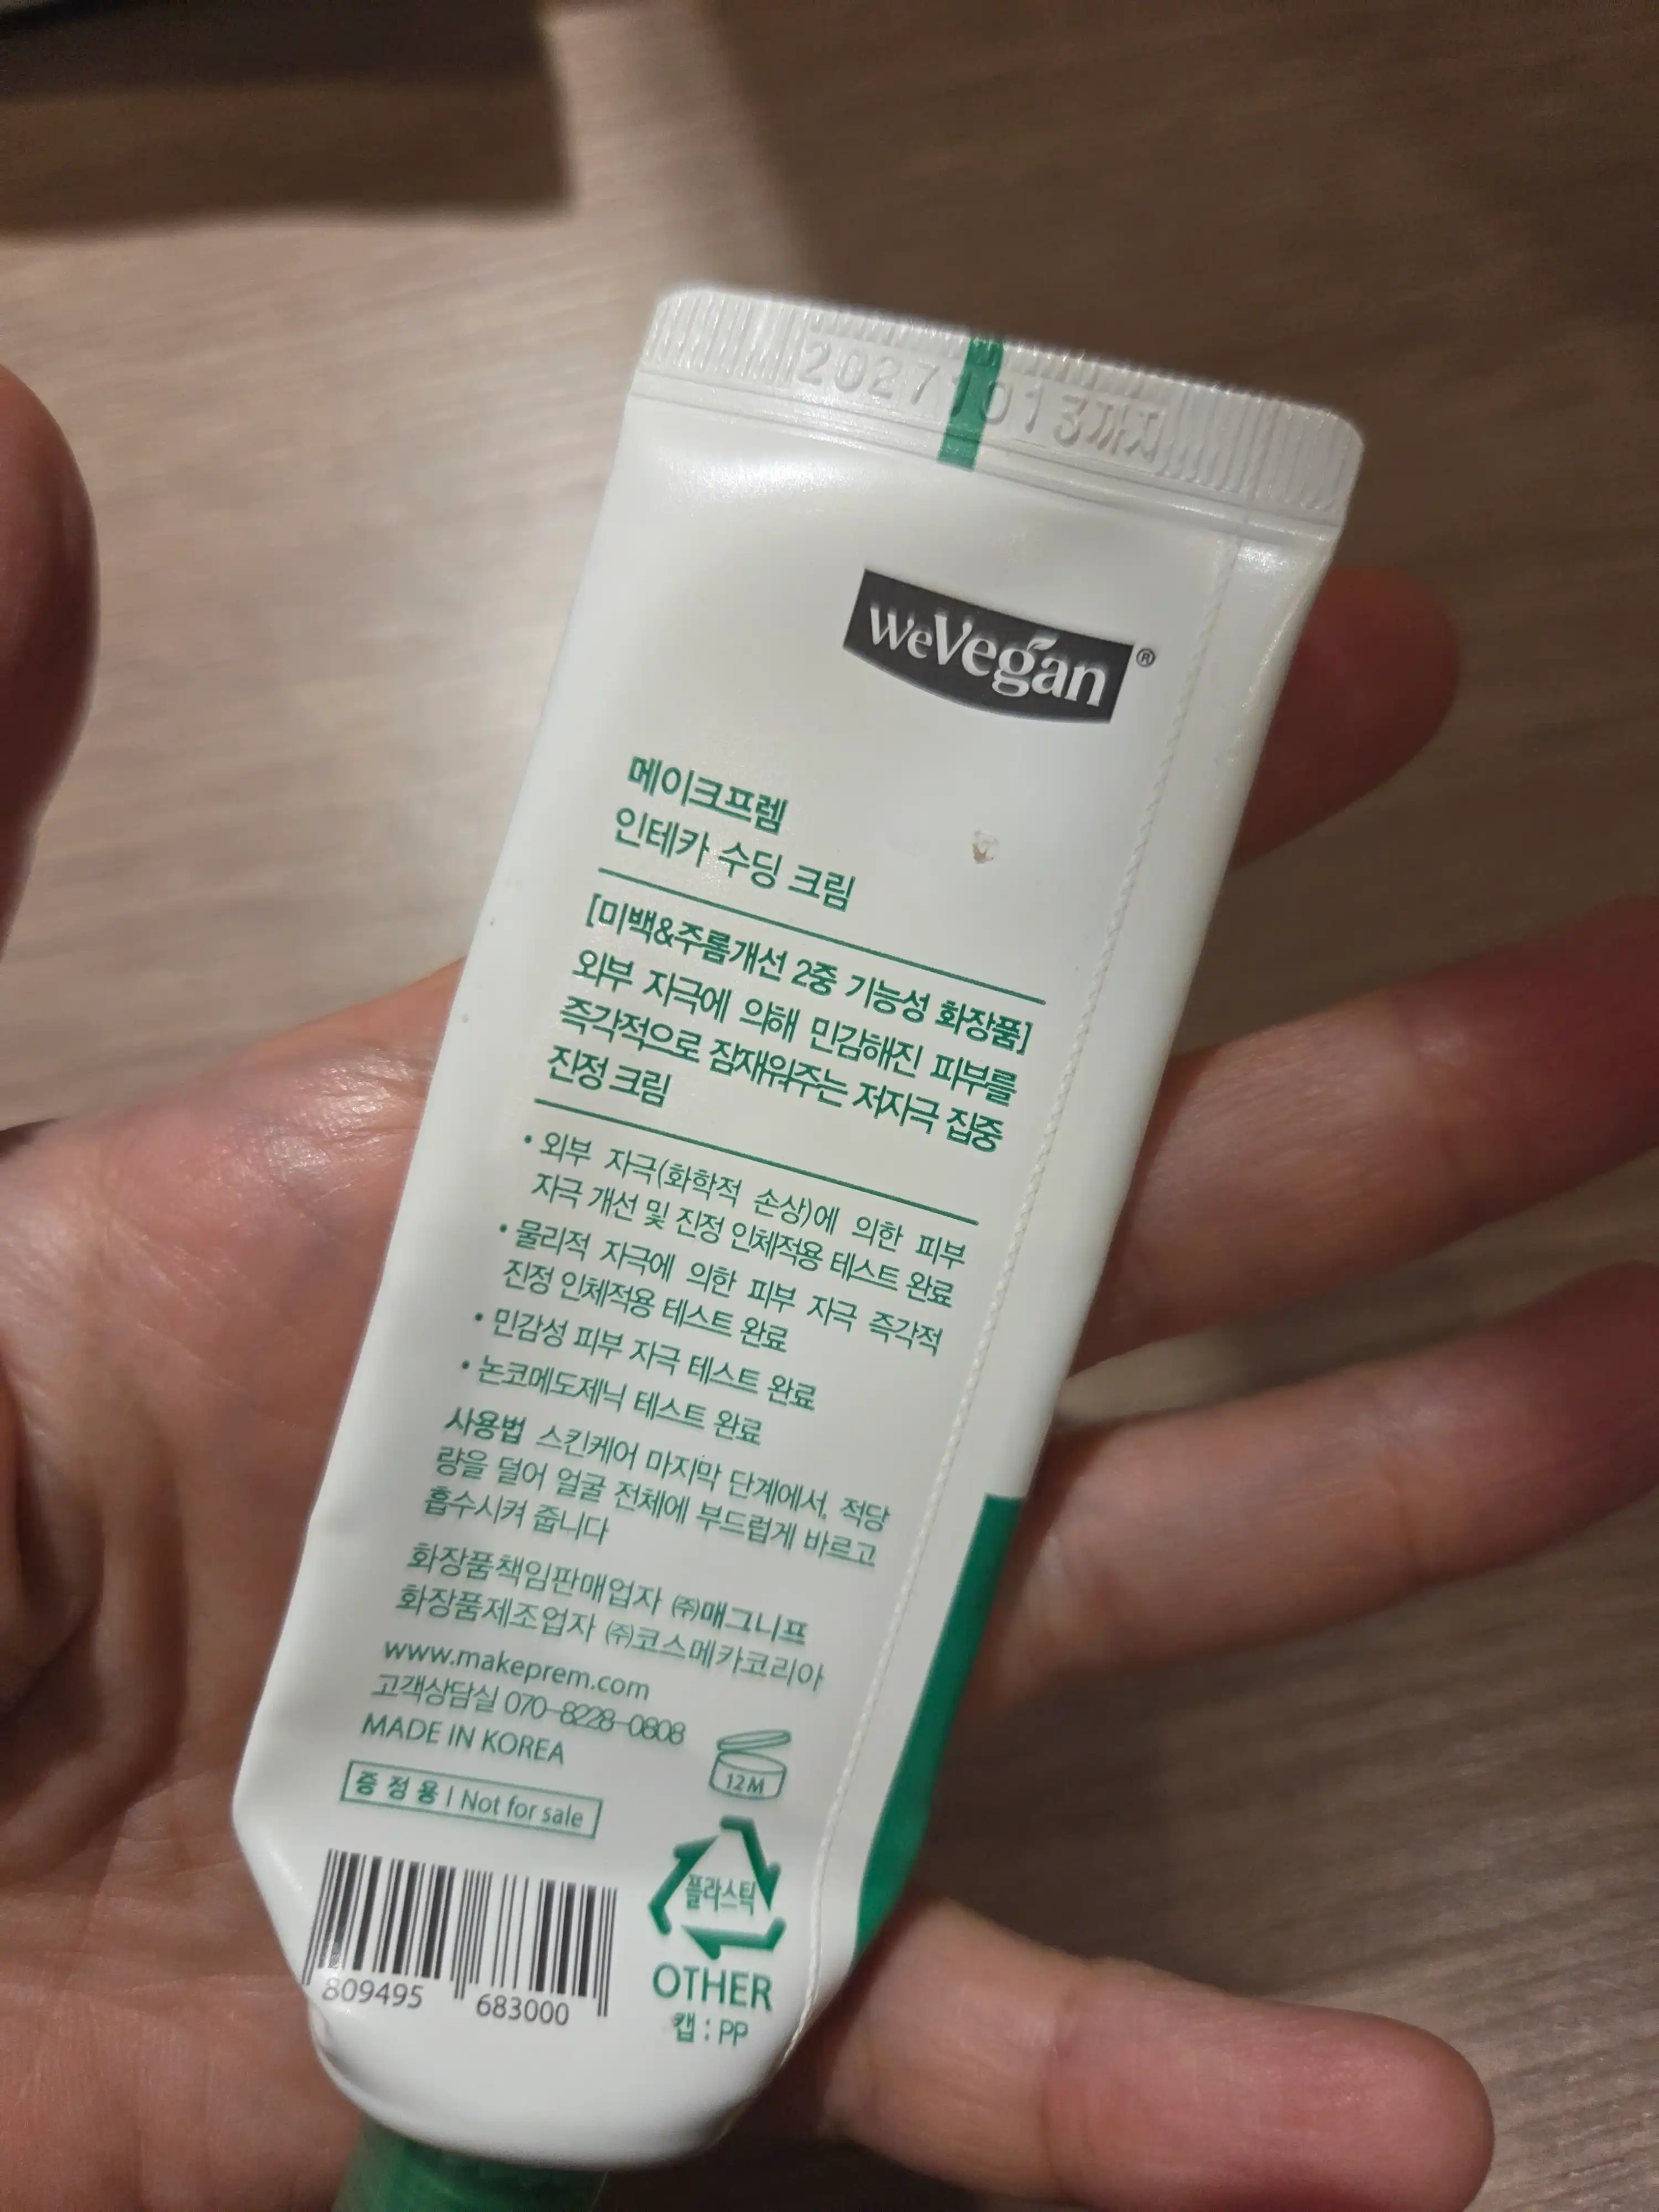 20271013까지
weVegan®
메이크프렘
인테카 수딩 크림
[미백&주름개선 2중 기능성 화장품]
외부 자극에 의해 민감해진 피부를
즉각적으로 잠재워주는 저자극 집중
진정 크림
• 외부 자극(화학적 손상)에 의한 피부
자극 개선 및 진정 인체적용 테스트 완료
• 물리적 자극에 의한 피부 자극 즉각적
진정 인체적용 테스트 완료
• 민감성 피부 자극 테스트 완료
• 논코메도제닉 테스트 완료
사용법 스킨케어 마지막 단계에서, 적당
량을 덜어 얼굴 전체에 부드럽게 바르고
흡수시켜 줍니다
화장품책임판매업자 ㈜매그니프
화장품제조업자 ㈜코스메카코리아
www.makeprem.com
고객상담실 070-8228-0808
MADE IN KOREA
12M
증정용 | Not for sale
플라스틱
OTHER
캡 : PP
809495 683000